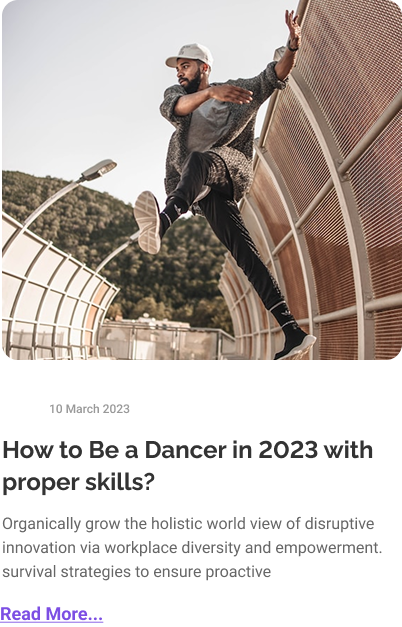 10 March 2023
How to Be a Dancer in 2023 with
proper skills?
Organically grow the holistic world view of disruptive
innovation via workplace diversity and empowerment.
survival strategies to ensure proactive
Read More...